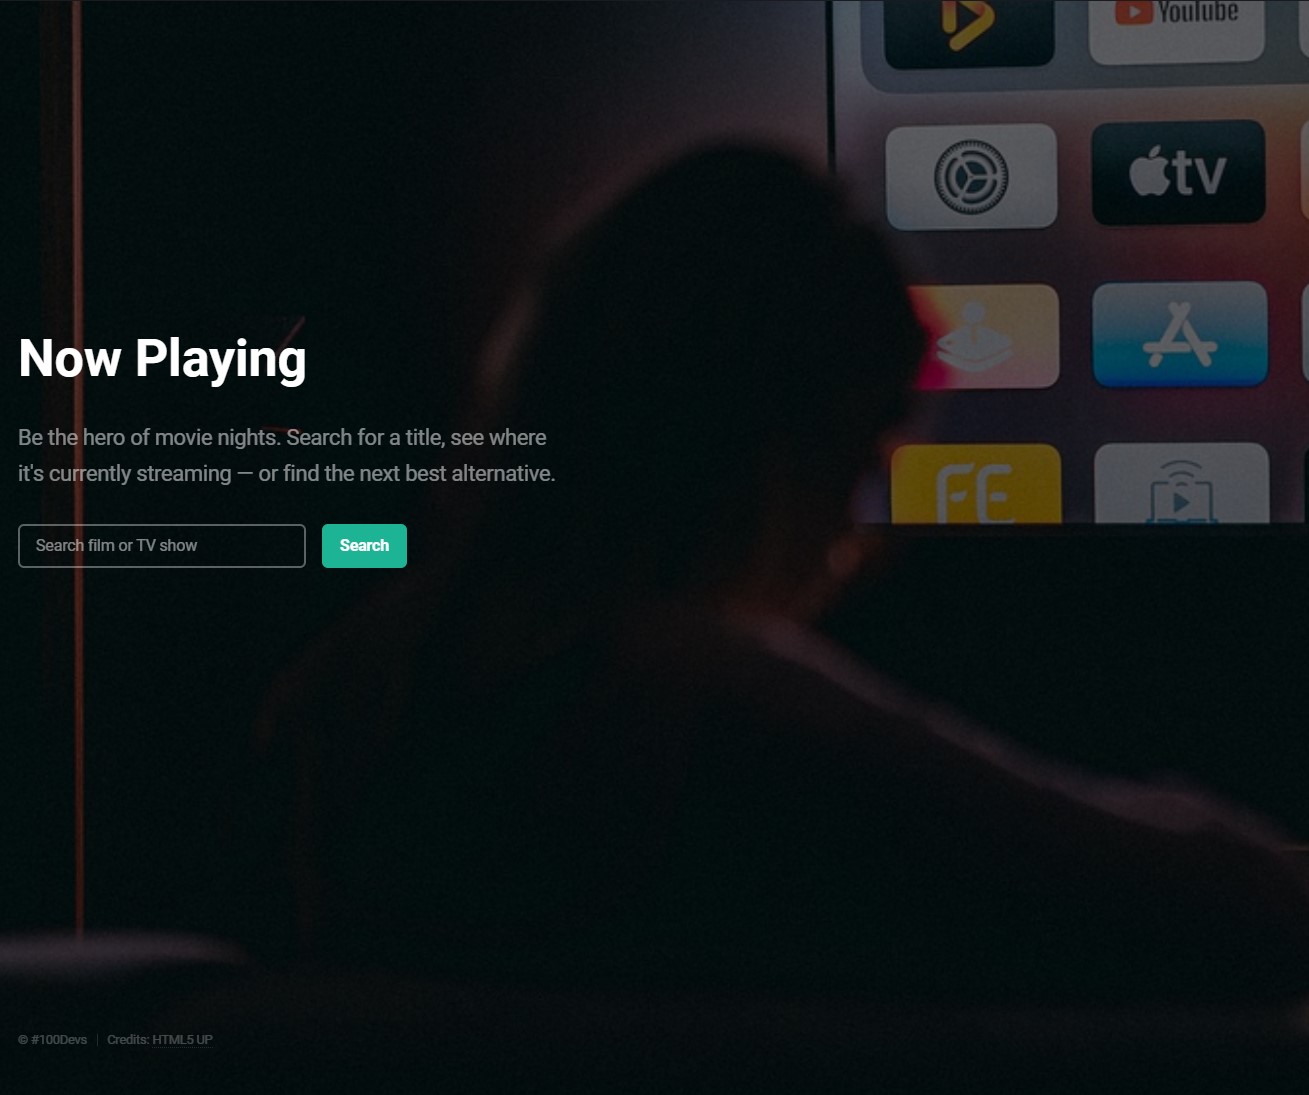 YouTube
tv
Now Playing
Be the hero of movie nights. Search for a title, see where
it's currently streaming — or find the next best alternative.
Search film or TV show
Search
FE
© #100Devs
Credits: HTML5 UP